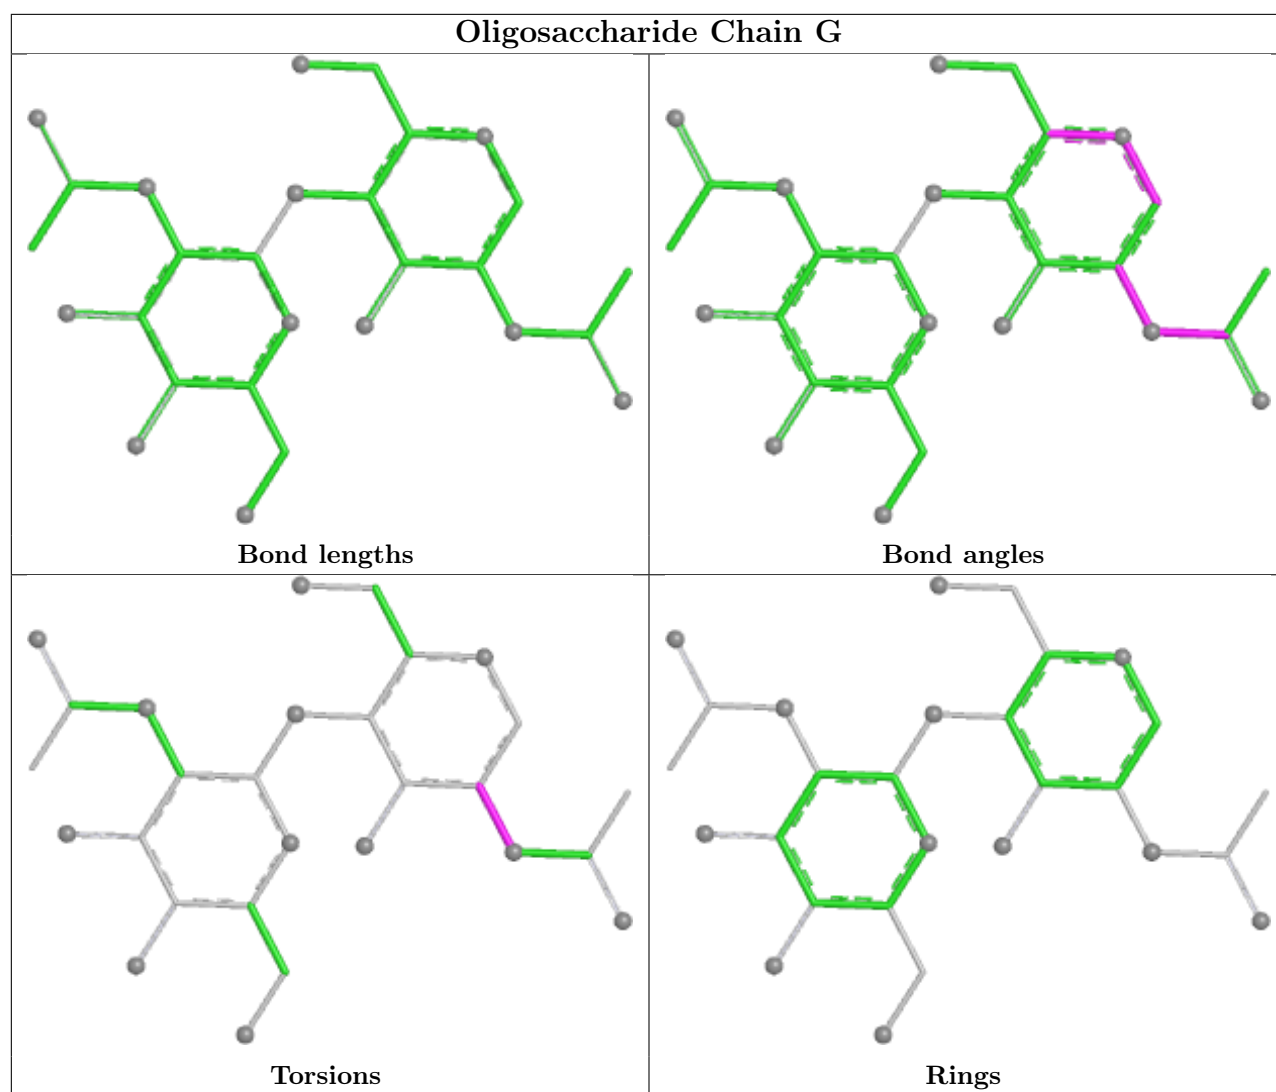 Oligosaccharide Chain G
Bond lengths
Bond angles
Torsions
Rings